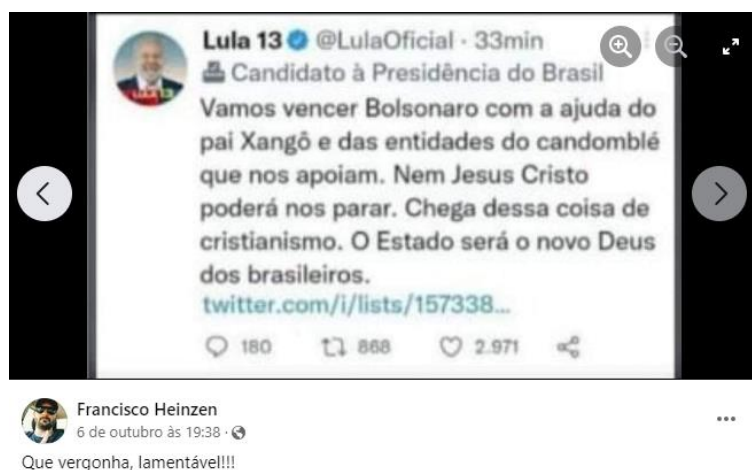 Lula 13 @LulaOficial · 33min
Candidato à Presidência do Brasil
Vamos vencer Bolsonaro com a ajuda do
pai Xangô e das entidades do candomblé
que nos apoiam. Nem Jesus Cristo
poderá nos parar. Chega dessa coisa de
cristianismo. O Estado será o novo Deus
dos brasileiros.
twitter.com/i/lists/157338...
180 868 2.971
Francisco Heinzen
6 de outubro às 19:38 ·
Que vergonha, lamentável!!!